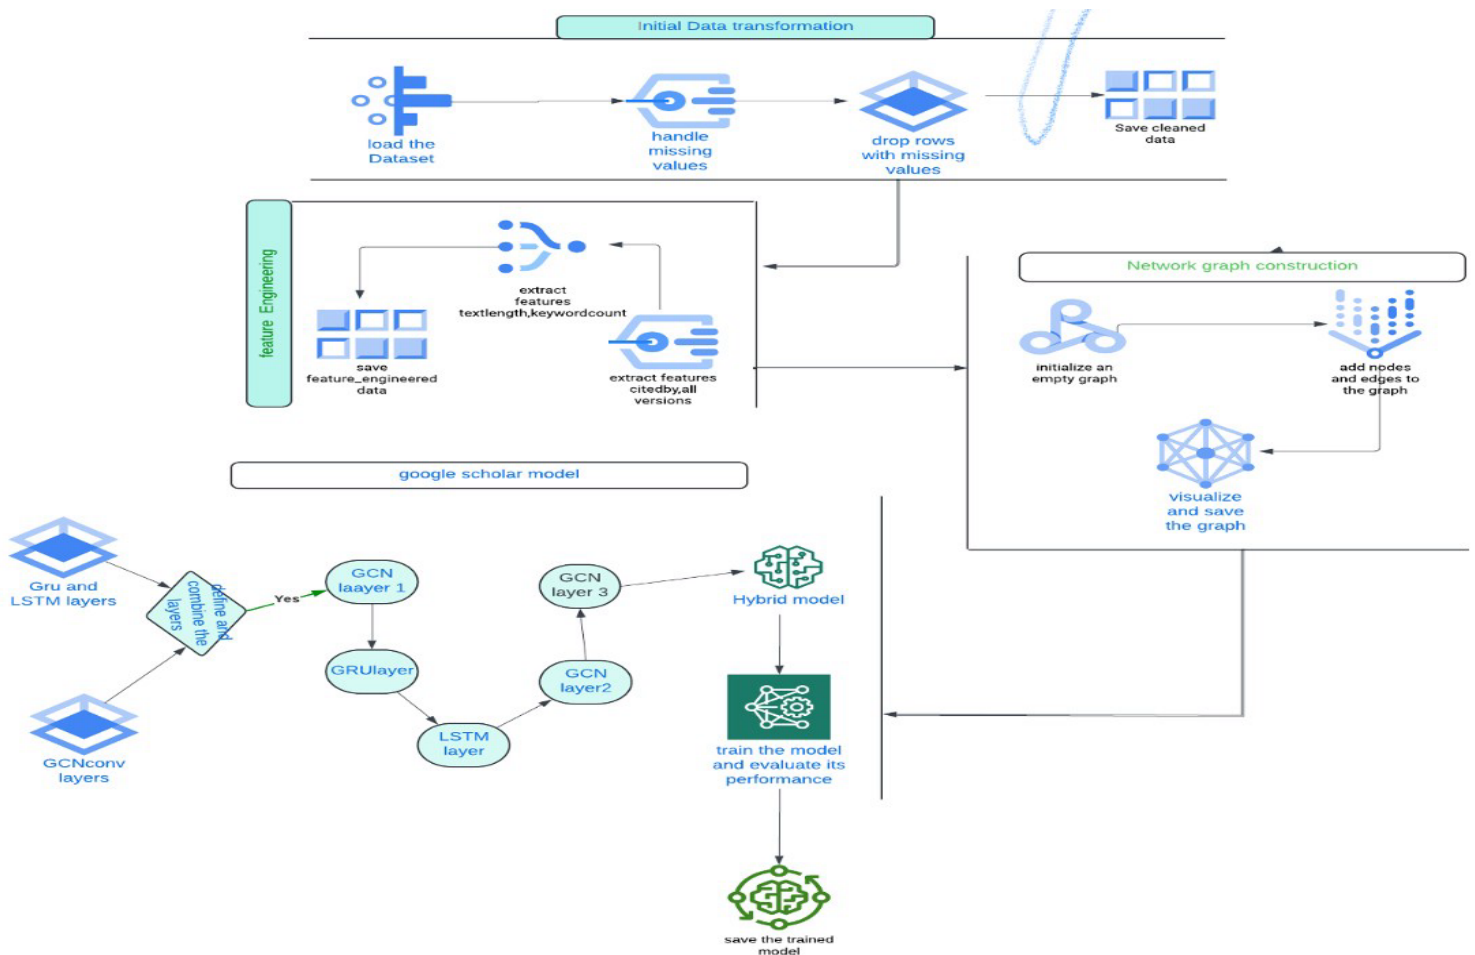 Initial Data transformation
load the
Dataset
handle
missing
values
drop rows
with missing
values
Save cleaned
data
feature Engineering
extract
features
textlength,keywordcount
save
feature_engineered
data
extract features
citedby,all
versions
Network graph construction
initialize an
empty graph
add nodes
and edges to
the graph
visualize
and save
the graph
google scholar model
Gru and
LSTM layers
define and
combine the
layers
Yes
GCN
laayer 1
GRUlayer
LSTM
layer
GCN
layer2
GCN
layer 3
Hybrid model
GCNconv
layers
train the model
and evaluate its
performance
save the trained
model